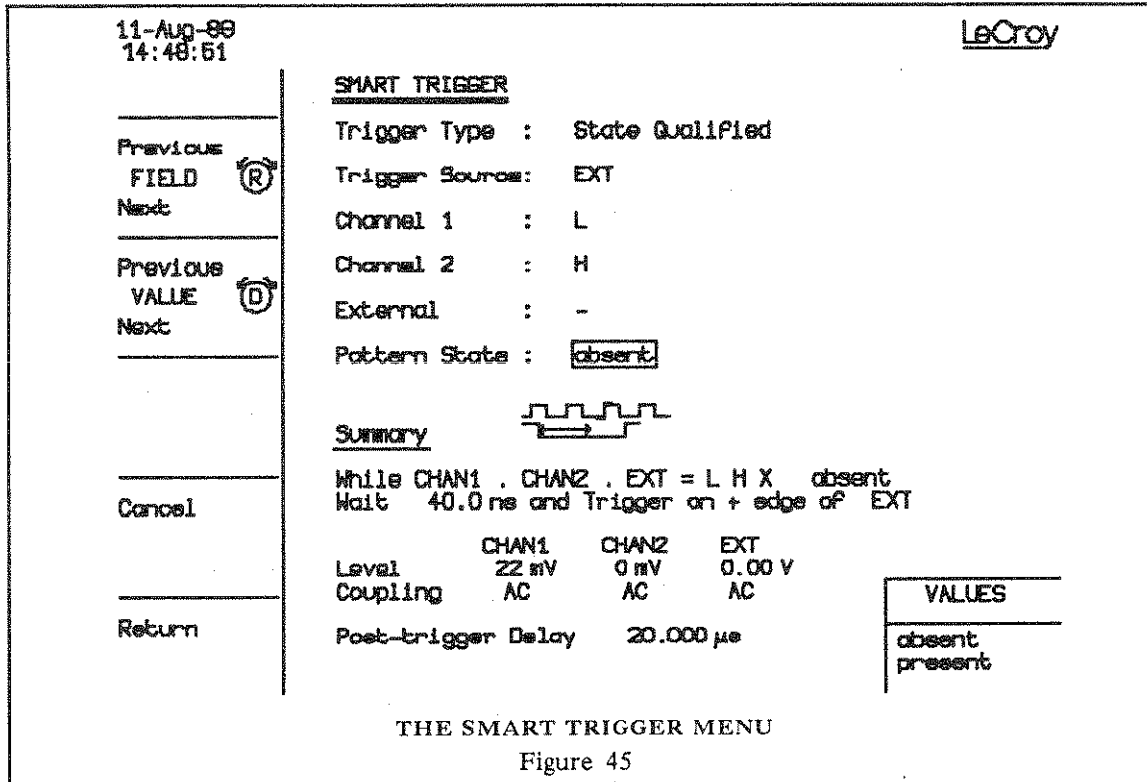 11-Aug-89
14:48:51
LeCroy
SMART TRIGGER
Trigger Type : State Qualified
Previous
FIELD R
Next
Trigger Source: EXT
Channel 1 : L
Previous
VALUE D
Next
Channel 2 : H
External : -
Pattern State : absent
Summary
While CHAN1 . CHAN2 . EXT = L H X absent
Wait 40.0 ns and Trigger on + edge of EXT
Cancel
CHAN1 CHAN2 EXT
Level 22 mV 0 mV 0.00 V
Coupling AC AC AC
VALUES
Return
Post-trigger Delay 20.000 μs
absent
present
THE SMART TRIGGER MENU
Figure 45